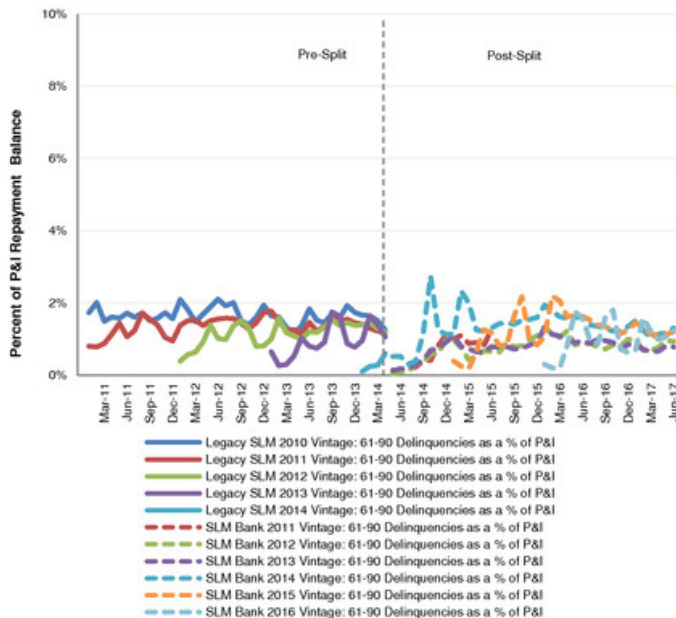 10%
Pre-Split
Post-Split
8%
6%
4%
2%
0%
Percent of P&I Repayment Balance
Mar-11
Jun-11
Sep-11
Dec-11
Mar-12
Jun-12
Sep-12
Dec-12
Mar-13
Jun-13
Sep-13
Dec-13
Mar-14
Jun-14
Sep-14
Dec-14
Mar-15
Jun-15
Sep-15
Dec-15
Mar-16
Jun-16
Sep-16
Dec-16
Mar-17
Jun-17
Legacy SLM 2010 Vintage: 61-90 Delinquencies as a % of P&I
Legacy SLM 2011 Vintage: 61-90 Delinquencies as a % of P&I
Legacy SLM 2012 Vintage: 61-90 Delinquencies as a % of P&I
Legacy SLM 2013 Vintage: 61-90 Delinquencies as a % of P&I
Legacy SLM 2014 Vintage: 61-90 Delinquencies as a % of P&I
SLM Bank 2011 Vintage: 61-90 Delinquencies as a % of P&I
SLM Bank 2012 Vintage: 61-90 Delinquencies as a % of P&I
SLM Bank 2013 Vintage: 61-90 Delinquencies as a % of P&I
SLM Bank 2014 Vintage: 61-90 Delinquencies as a % of P&I
SLM Bank 2015 Vintage: 61-90 Delinquencies as a % of P&I
SLM Bank 2016 Vintage: 61-90 Delinquencies as a % of P&I